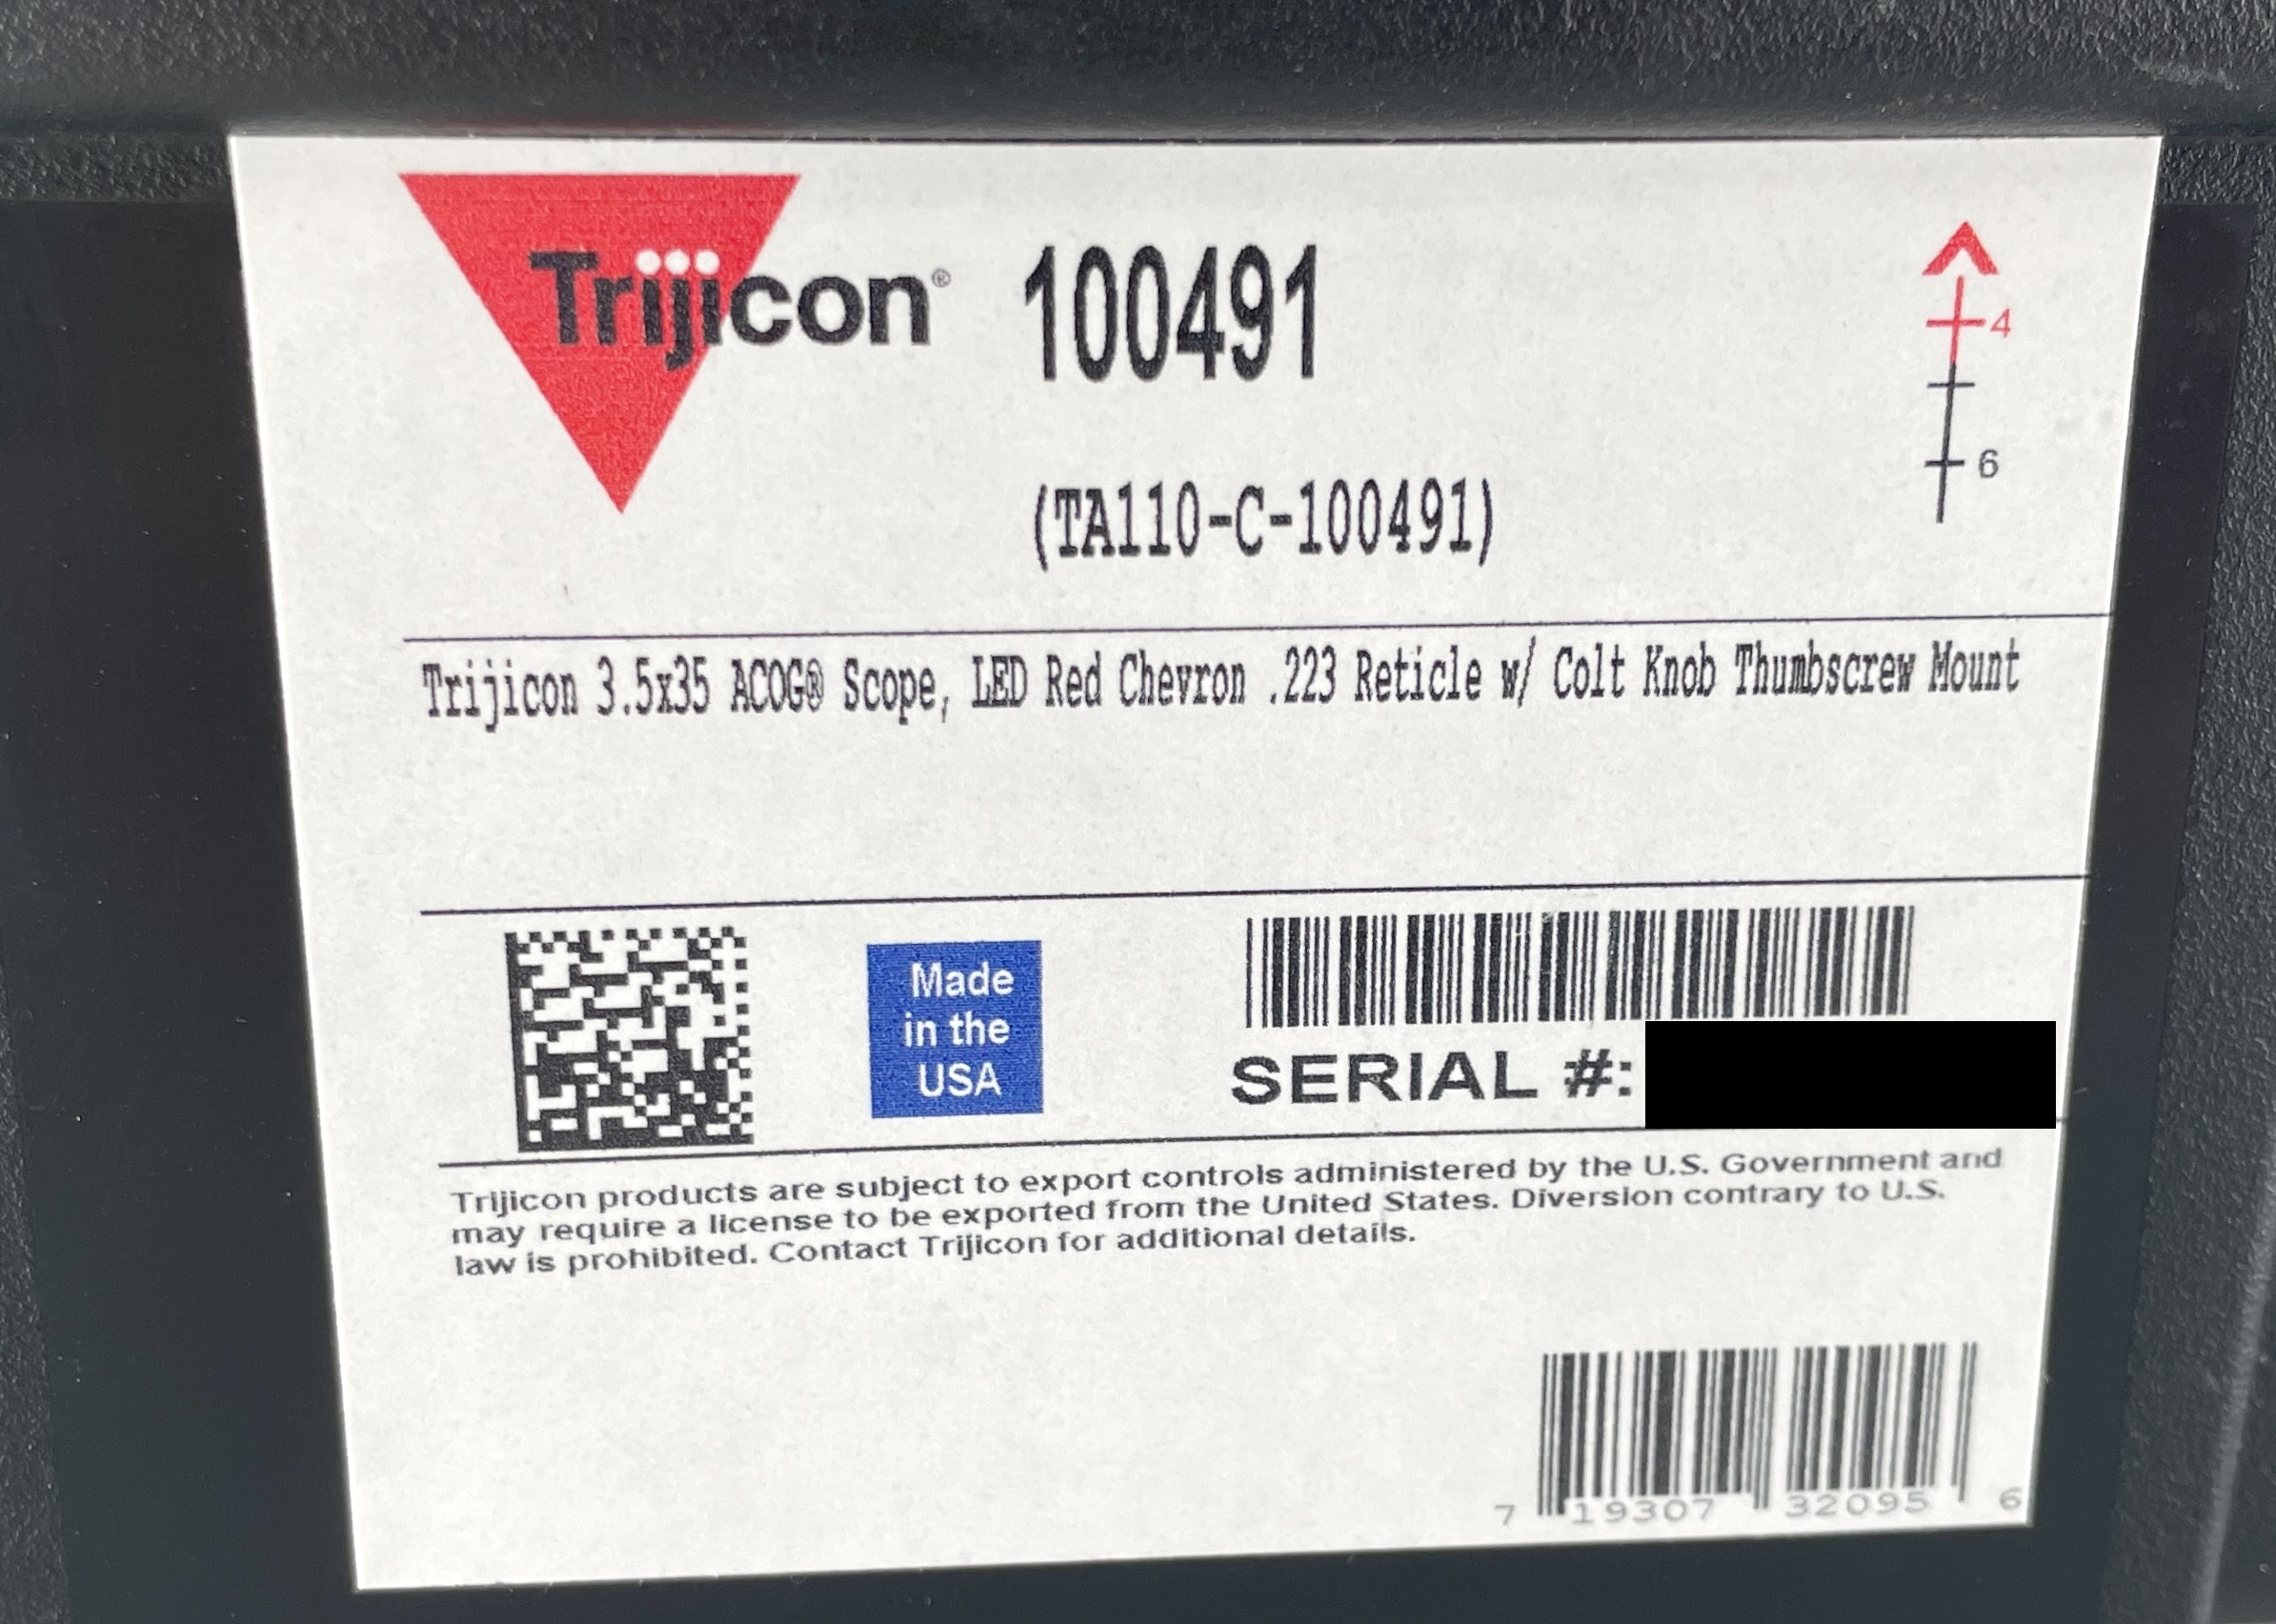 Trijicon® 100491
4
6
(TA110-C-100491)
Trijicon 3.5x35 ACOG® Scope, LED Red Chevron .223 Reticle w/ Colt Knob Thumbscrew Mount
Made
in the
USA
SERIAL #:
Trijicon products are subject to export controls administered by the U.S. Government and
may require a license to be exported from the United States. Diversion contrary to U.S.
law is prohibited. Contact Trijicon for additional details.
7 19307 32095 6